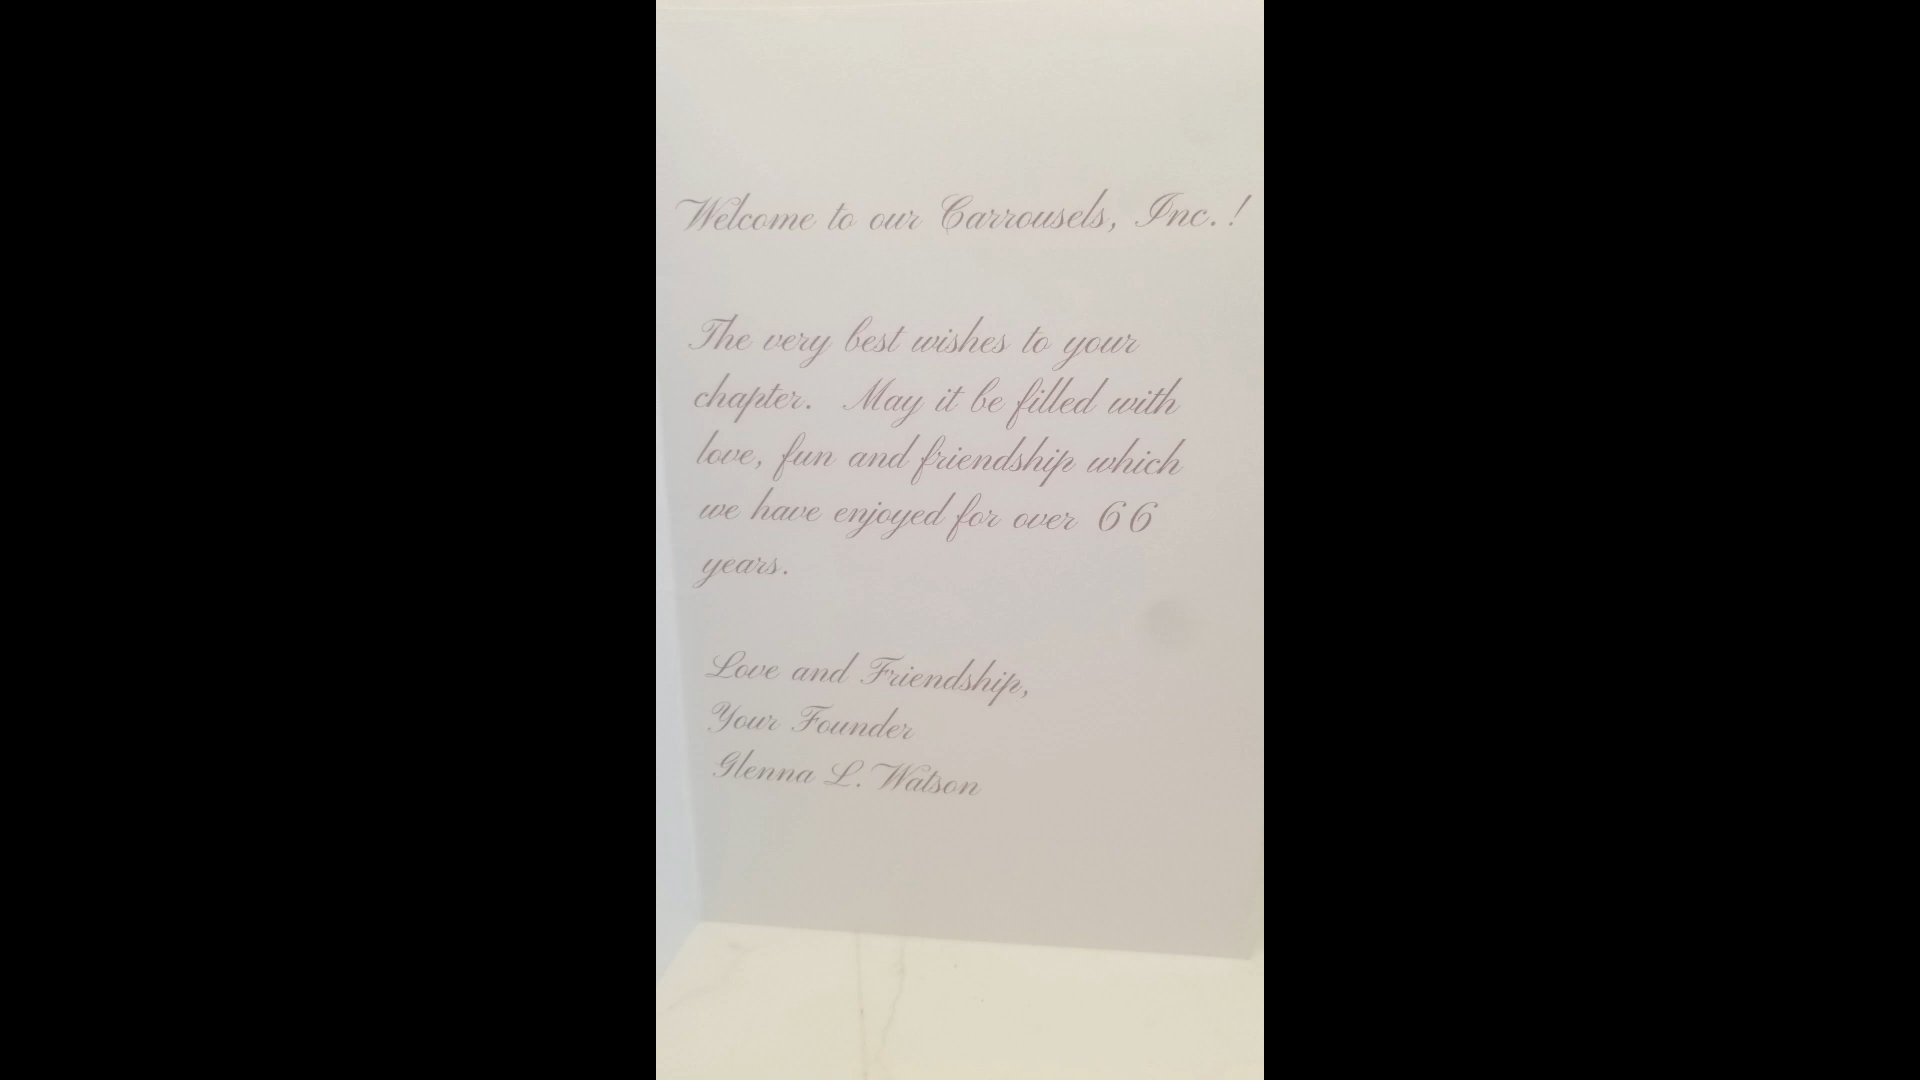 Welcome to our Carrousels, Inc.!
The very best wishes to your
chapter. May it be filled with
love, fun and friendship which
we have enjoyed for over 66
years.
Love and Friendship,
Your Founder
Glenna L. Watson